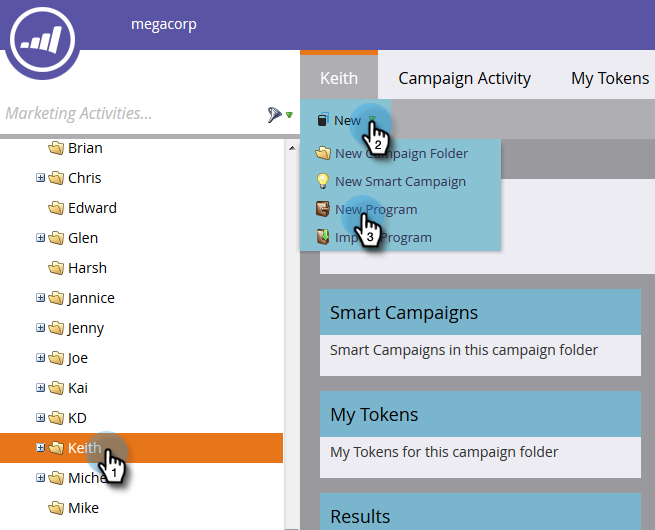 megacorp
Keith
Campaign Activity
My Tokens
Marketing Activities...
New
2
New Campaign Folder
New Smart Campaign
New Program
3
Import Program
Brian
Chris
Edward
Glen
Harsh
Jannice
Jenny
Joe
Kai
KD
Keith
1
Mike
Smart Campaigns
Smart Campaigns in this campaign folder
My Tokens
My Tokens for this campaign folder
Results